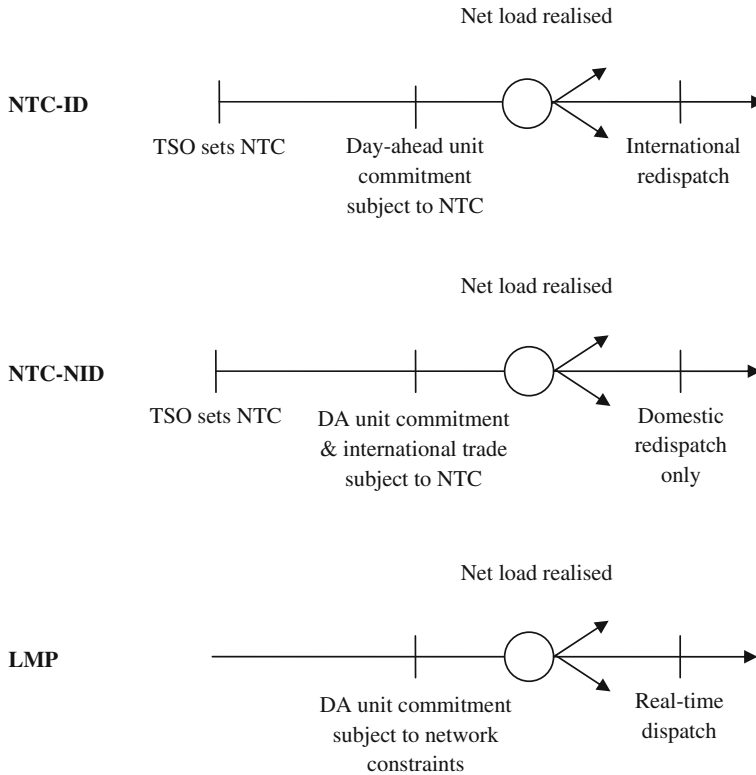 Net load realised
NTC-ID
TSO sets NTC
Day-ahead unit
commitment
subject to NTC
International
redispatch
Net load realised
NTC-NID
TSO sets NTC
DA unit commitment
& international trade
subject to NTC
Domestic
redispatch
only
Net load realised
LMP
DA unit commitment
subject to network
constraints
Real-time
dispatch